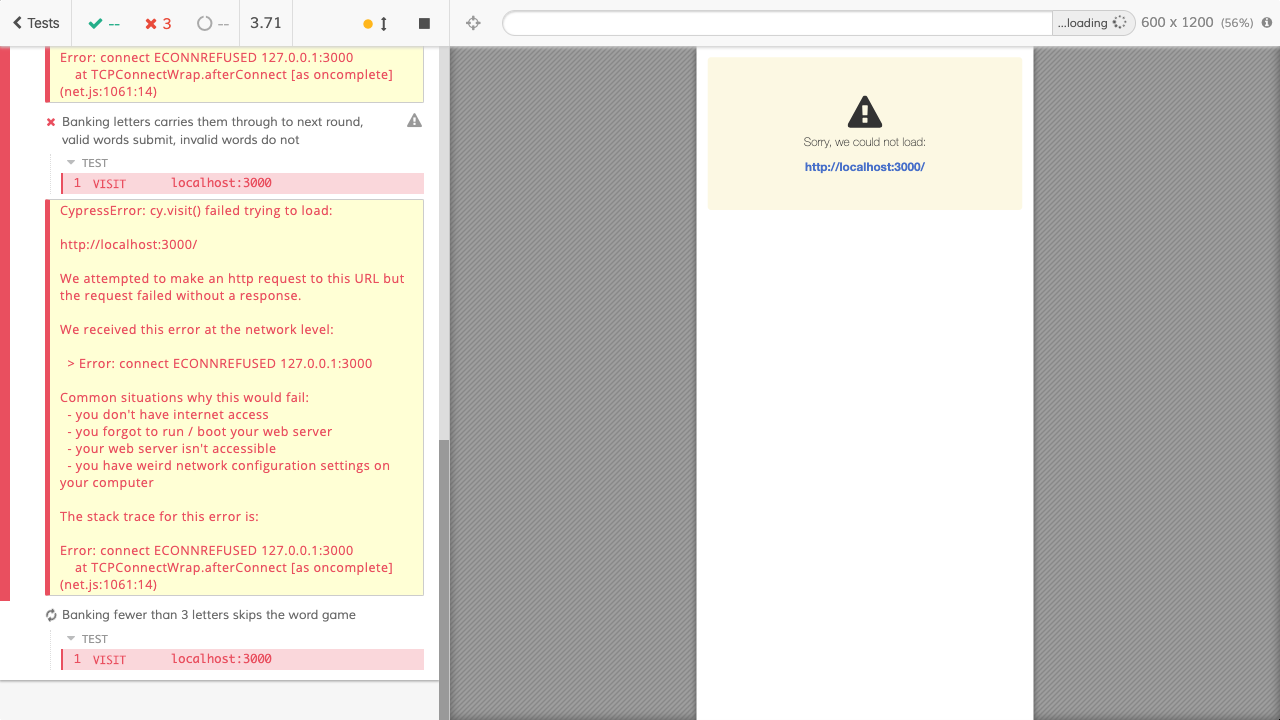 Tests
--
3
--
3.71
...loading
600 x 1200 (56%)
Error: connect ECONNREFUSED 127.0.0.1:3000
at TCPConnectWrap.afterConnect [as oncomplete]
(net.js:1061:14)
Banking letters carries them through to next round,
valid words submit, invalid words do not
TEST
1 VISIT localhost:3000
CypressError: cy.visit() failed trying to load:
http://localhost:3000/
We attempted to make an http request to this URL but
the request failed without a response.
We received this error at the network level:
> Error: connect ECONNREFUSED 127.0.0.1:3000
Common situations why this would fail:
- you don't have internet access
- you forgot to run / boot your web server
- your web server isn't accessible
- you have weird network configuration settings on
your computer
The stack trace for this error is:
Error: connect ECONNREFUSED 127.0.0.1:3000
at TCPConnectWrap.afterConnect [as oncomplete]
(net.js:1061:14)
Banking fewer than 3 letters skips the word game
TEST
1 VISIT localhost:3000
Sorry, we could not load:
http://localhost:3000/